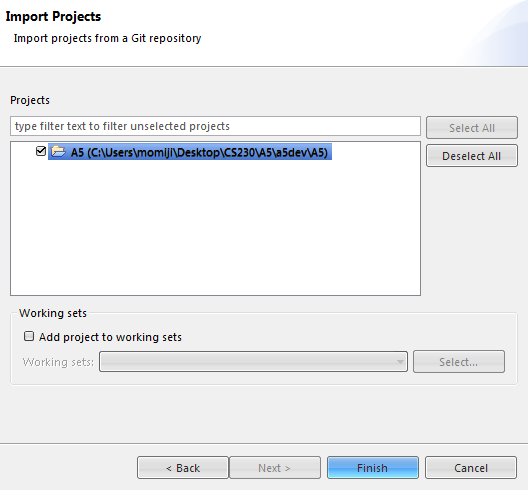 Import Projects
Import projects from a Git repository
Projects
type filter text to filter unselected projects
Select All
A5 (C:\Users\momiji\Desktop\CS230\A5\a5dev\A5)
Deselect All
Working sets
Add project to working sets
Working sets:
Select...
< Back
Next >
Finish
Cancel